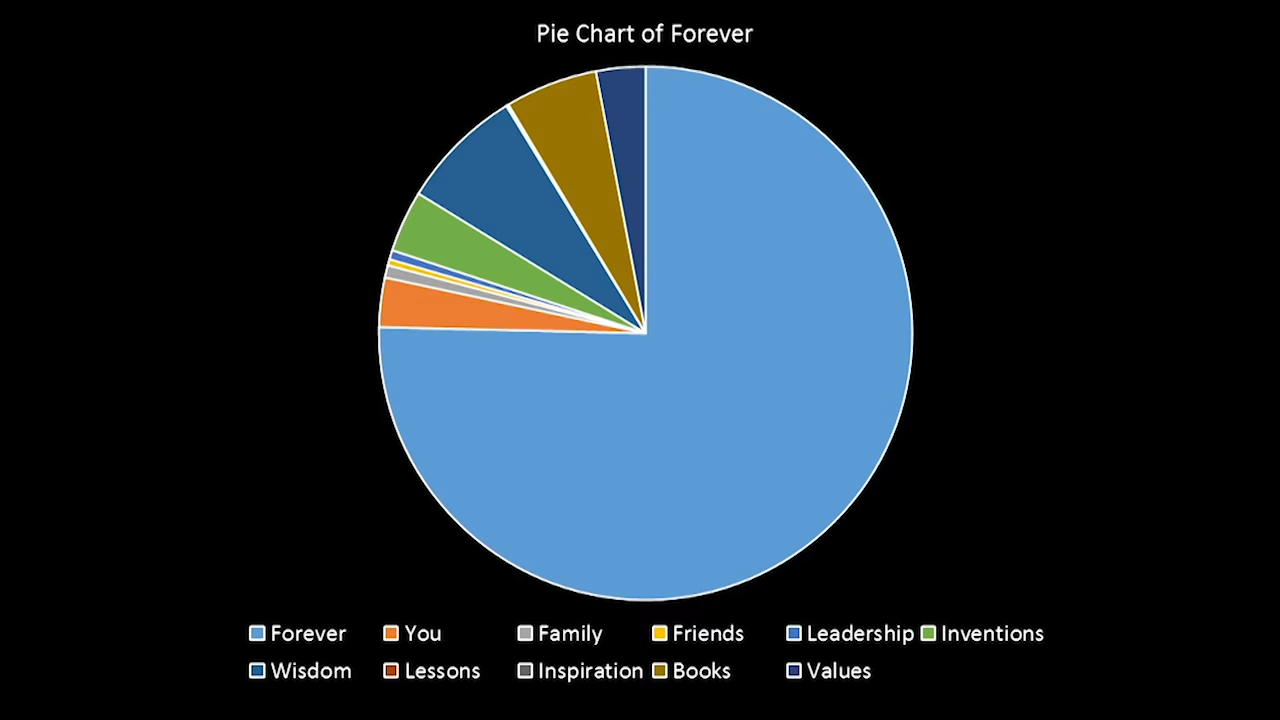 Pie Chart of Forever
Forever You Family Friends Leadership Inventions
Wisdom Lessons Inspiration Books Values